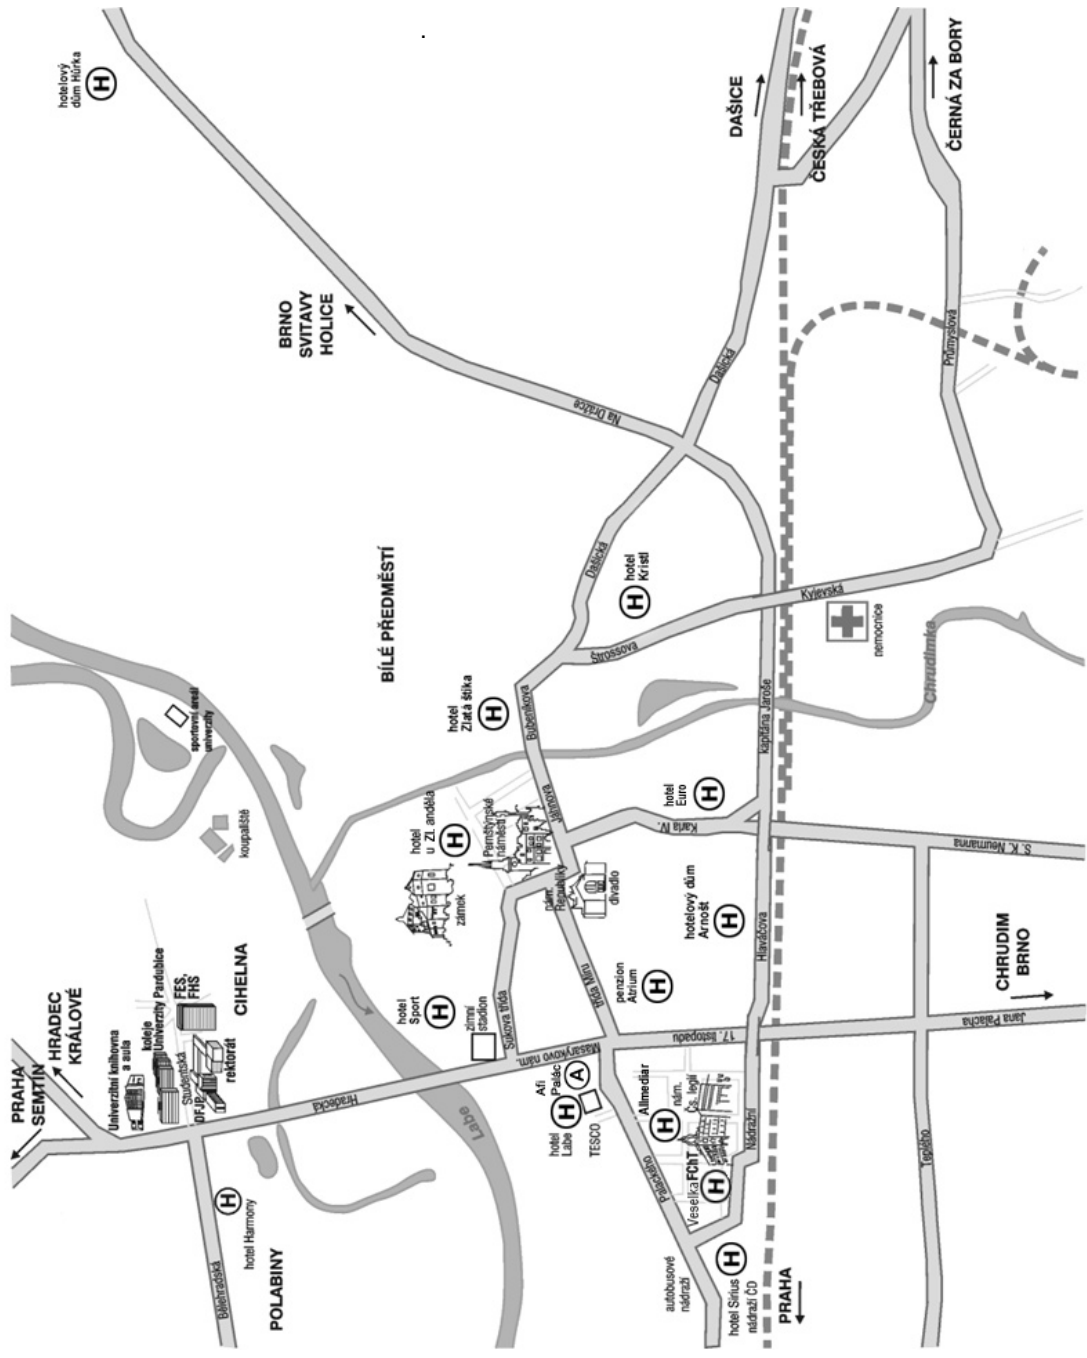 hotelový
dům Hůrka
DAŠICE
ČESKÁ TŘEBOVÁ
ČERNÁ ZA BORY
BRNO
SVITAVY
HOLICE
Na Drážce
Dašická
Průmyslová
BÍLÉ PŘEDMĚSTÍ
Dašická
hotel
Kristl
Štrossova
Kyjevská
nemocnice
Chrudimka
sportovní areál
univerzity
koupaliště
hotel
Zlatá štika
Bubeníkova
kapitána Jaroše
hotel
u Zl. anděla
Pernštýnské
náměstí
Jahnova
hotel
Euro
Karla IV.
S. K. Neumanna
zámek
nám.
Republiky
divadlo
hotelový dům
Arnošt
Hlaváčova
CHRUDIM
BRNO
CIHELNA
HRADEC
KRÁLOVÉ
PRAHA
SEMTÍN
Univerzitní knihovna
a aula
koleje
Univerzity Pardubice
FES,
FHS
Studentská
DFJP
rektorát
hotel
Sport
zimní
stadion
Sukova třída
třída Míru
penzion
Atrium
Masarykovo nám.
17. listopadu
Jana Palacha
Hradecká
Labe
Afi
Palác
A
hotel
Labe
TESCO
Allmediar
nám.
Čs. legií
Palackého
Veselka
FChT
Nádražní
Teplého
hotel Harmony
Bělehradská
POLABINY
autobusové
nádraží
hotel Sirius
nádraží ČD
PRAHA
H
H
H
H
H
H
H
H
H
H
H
H
H
H